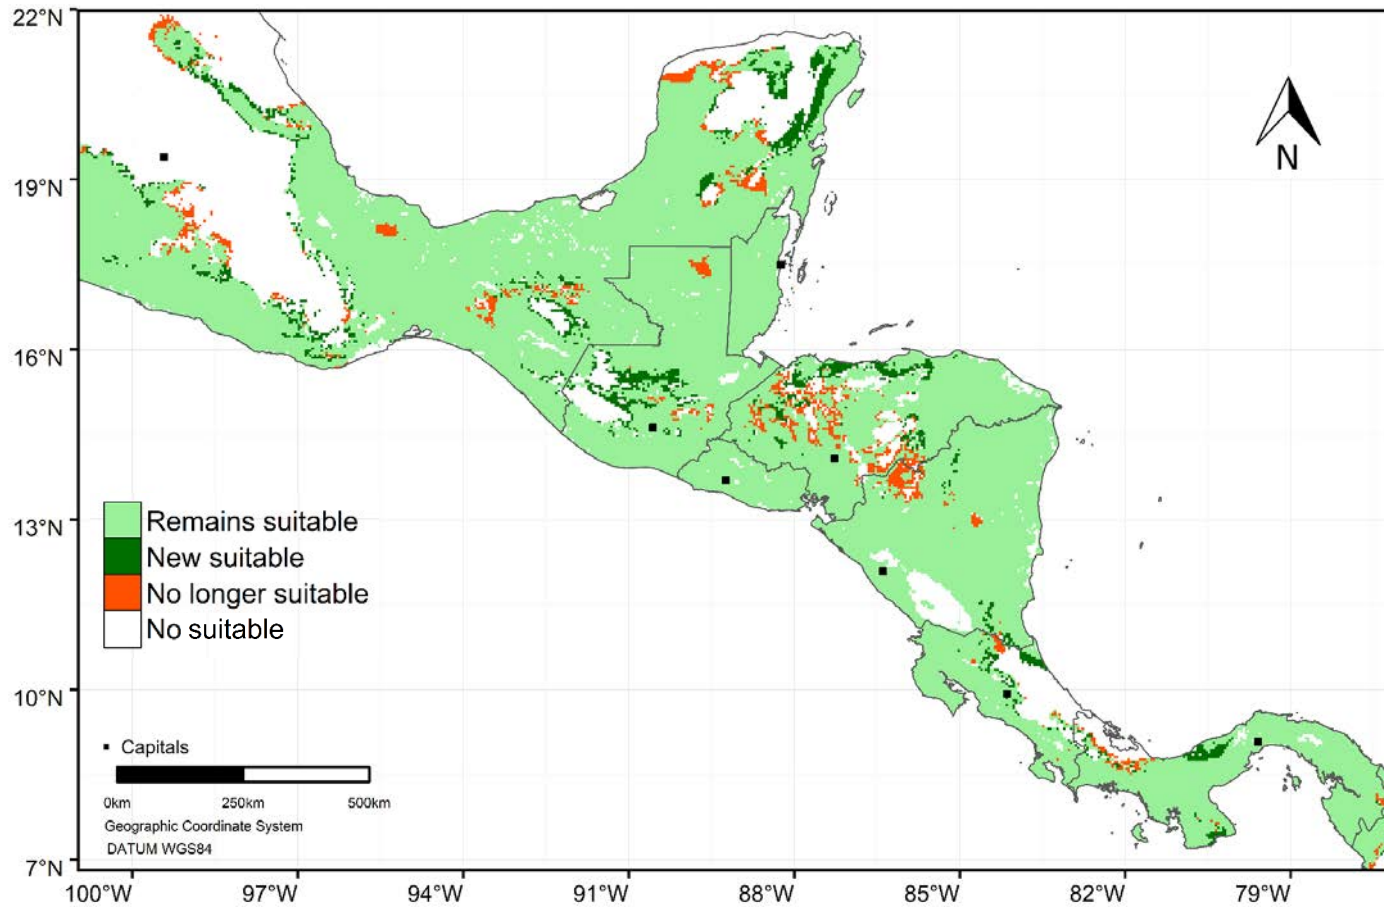 22°N
19°N
16°N
13°N
10°N
7°N
N
Remains suitable
New suitable
No longer suitable
No suitable
Capitals
0km 250km 500km
Geographic Coordinate System
DATUM WGS84
100°W 97°W 94°W 91°W 88°W 85°W 82°W 79°W